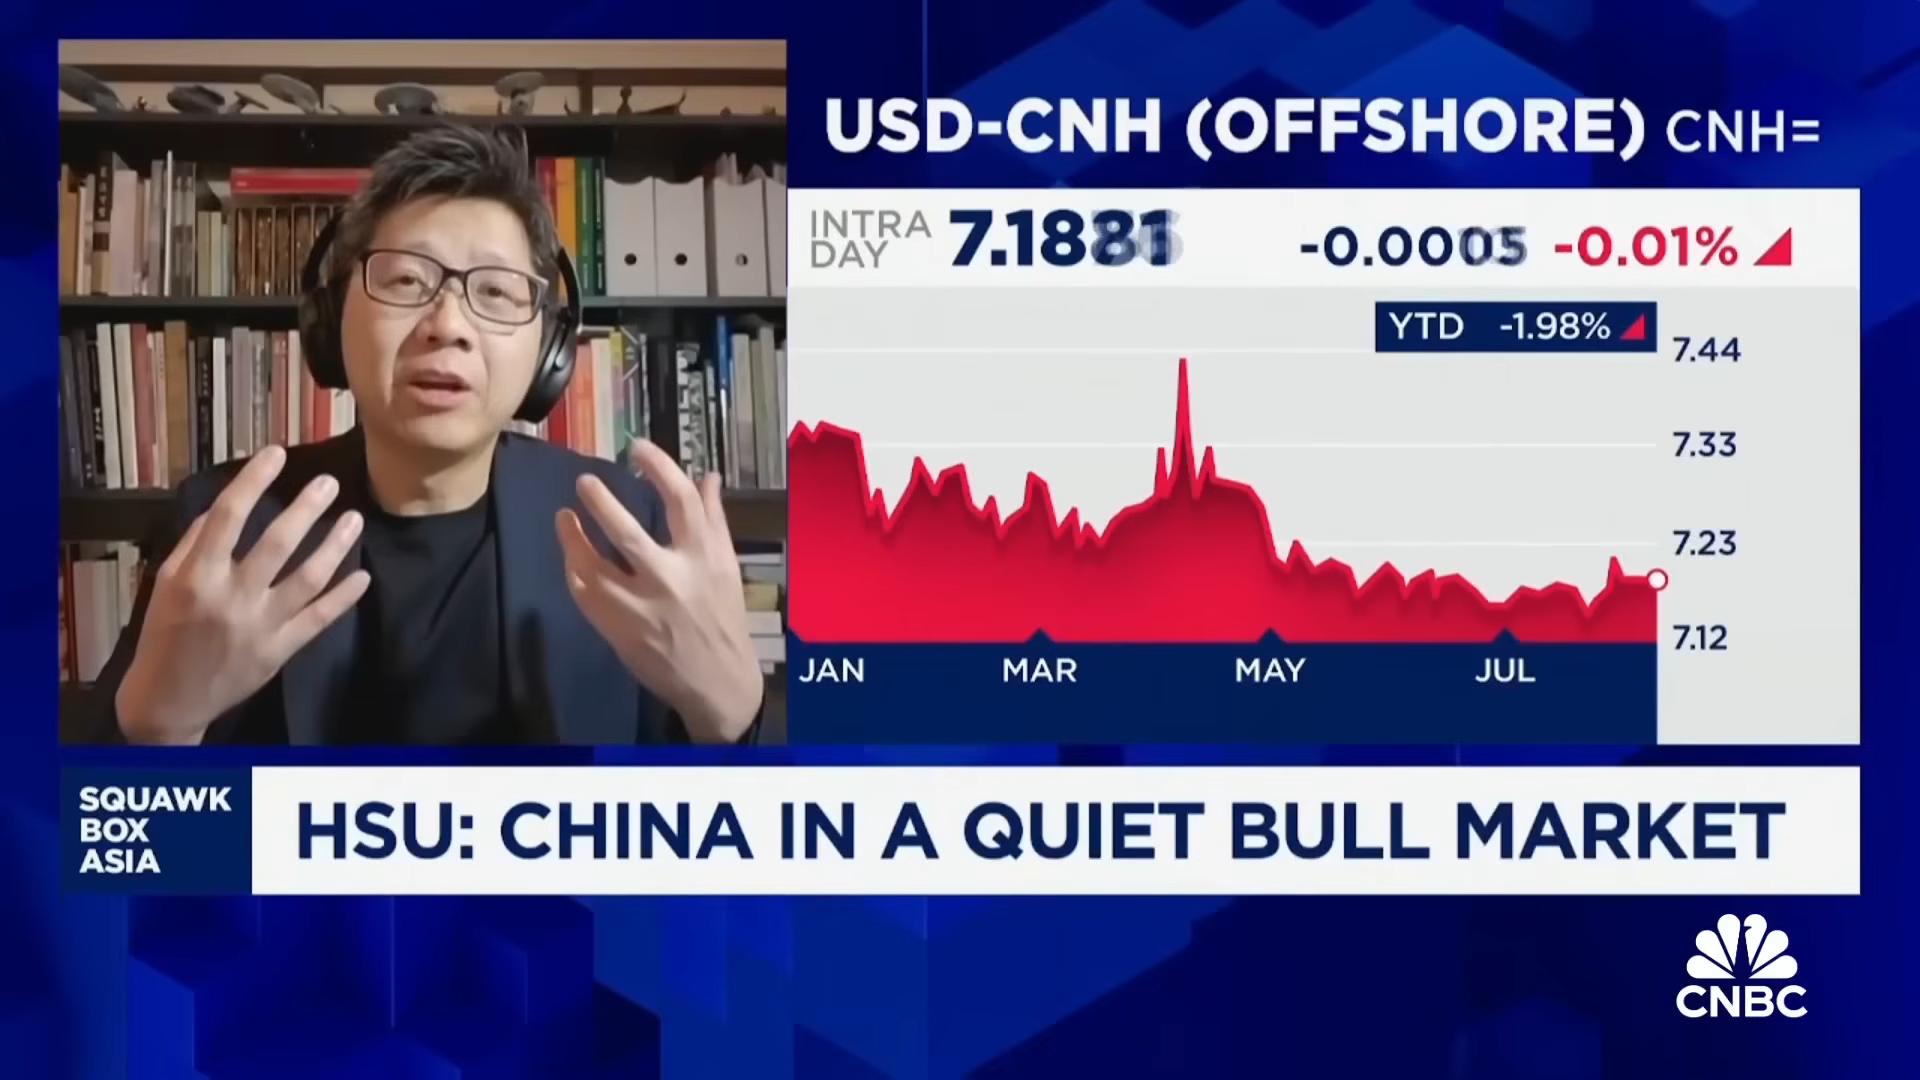 USD-CNH (OFFSHORE) CNH=
INTRA
DAY
-0.01%
YTD -1.98%
7.44
7.33
7.23
7.12
JAN MAR MAY JUL
SQUAWK
BOX
ASIA
HSU: CHINA IN A QUIET BULL MARKET
CNBC